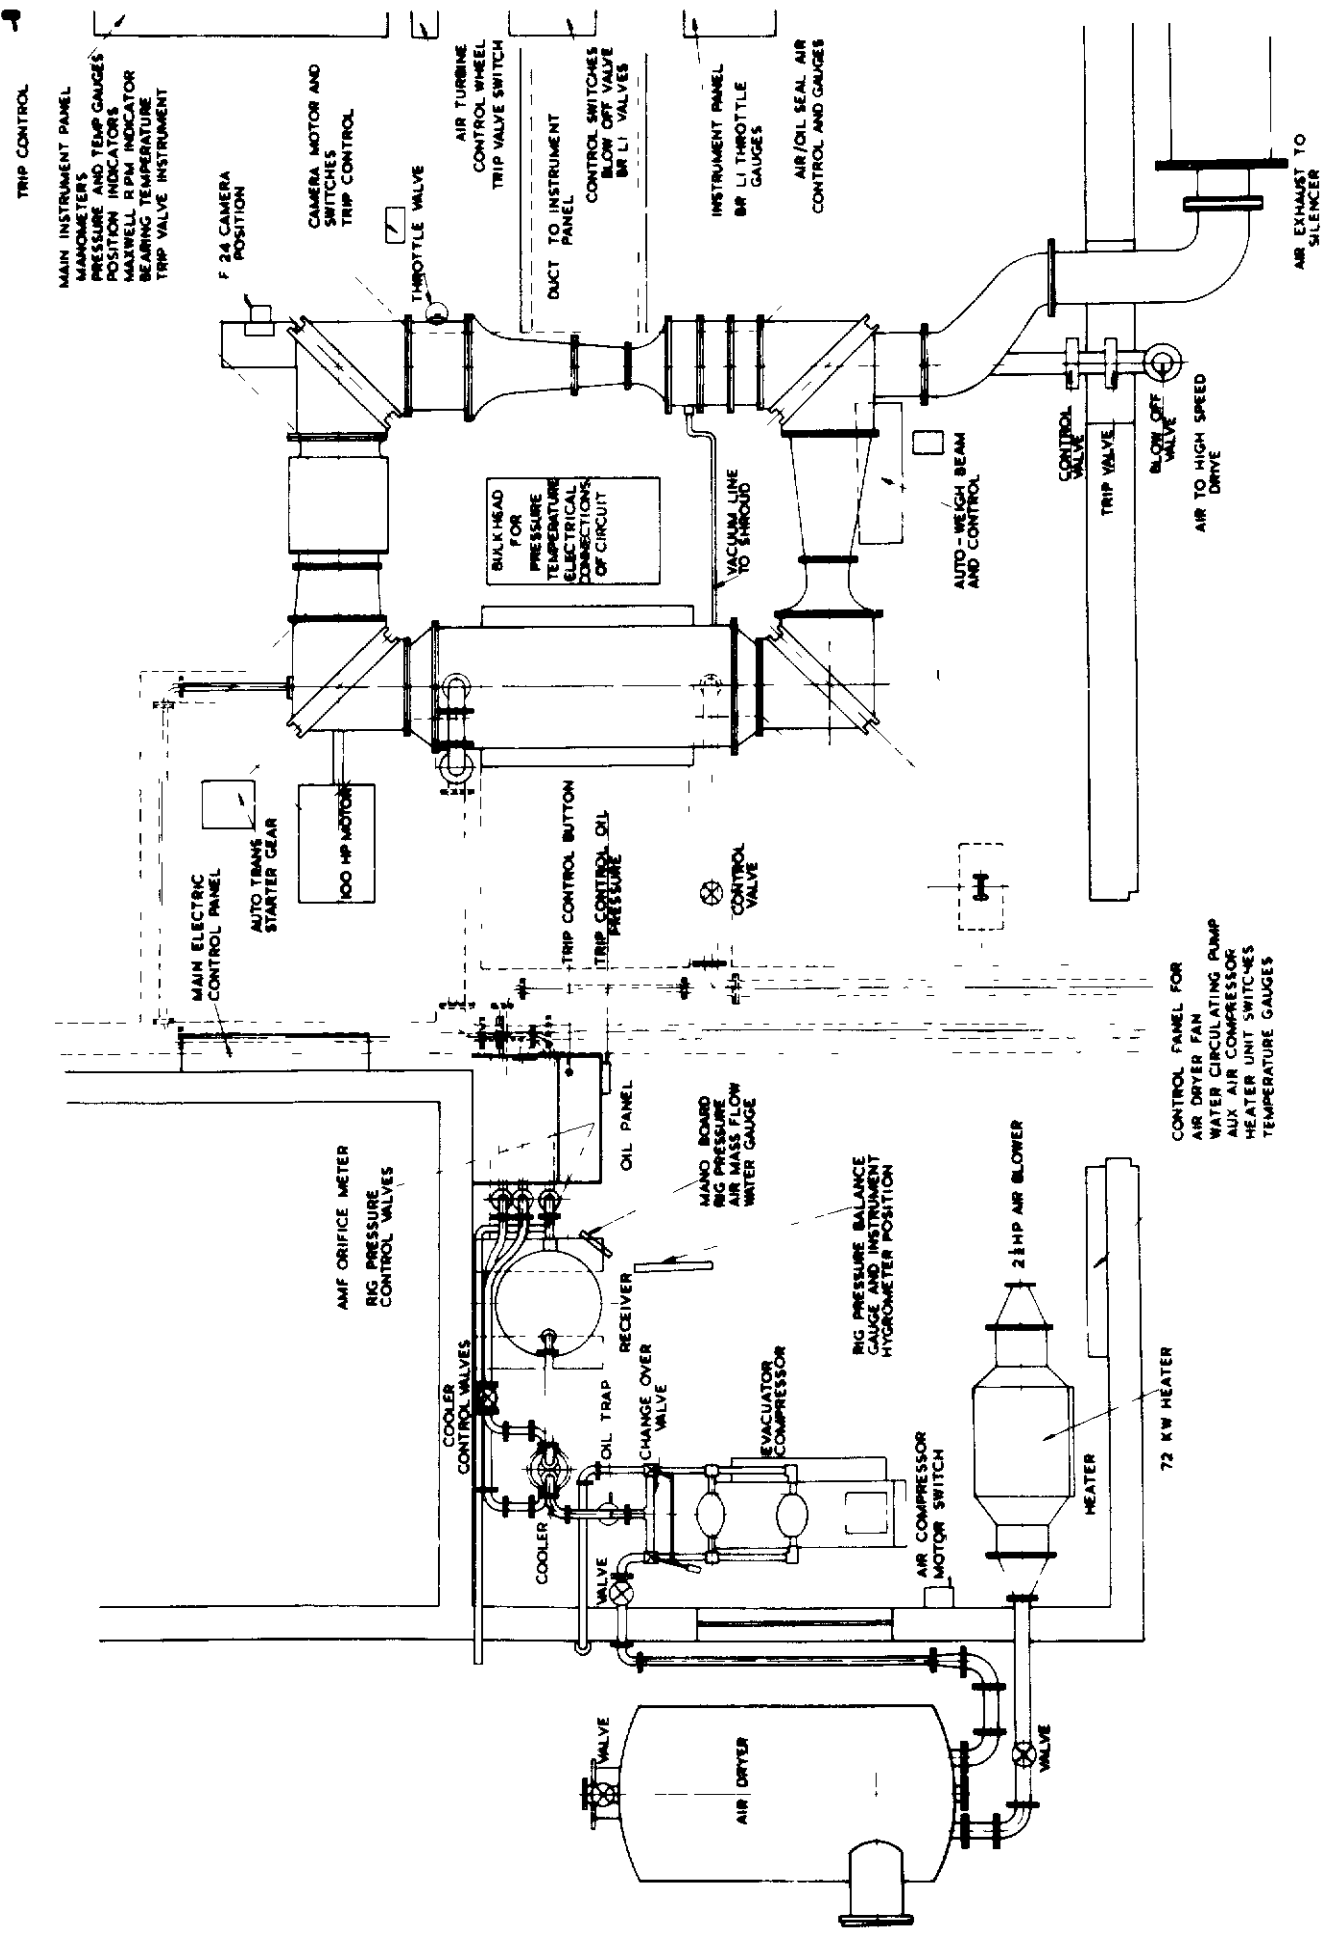 TRIP CONTROL
MAIN INSTRUMENT PANEL
MANOMETERS
PRESSURE AND TEMP GAUGES
POSITION INDICATORS
MAXWELL RPM INDICATOR
BEARING TEMPERATURE
TRIP VALVE INSTRUMENT
F 24 CAMERA
POSITION
CAMERA MOTOR AND
SWITCHES
TRIP CONTROL
THROTTLE VALVE
AIR TURBINE
CONTROL WHEEL
TRIP VALVE SWITCH
DUCT TO INSTRUMENT
PANEL
CONTROL SWITCHES
BLOW OFF VALVE
BR LI VALVES
INSTRUMENT PANEL
BR LI THROTTLE
GAUGES
AIR/OIL SEAL AIR
CONTROL AND GAUGES
AIR EXHAUST TO
SILENCER
BULKHEAD
FOR
PRESSURE
TEMPERATURE
ELECTRICAL
CONNECTIONS
OF CIRCUIT
VACUUM LINE
TO SHROUD
AUTO-WEIGH BEAM
AND CONTROL
CONTROL
VALVE
TRIP VALVE
BLOW OFF
VALVE
AIR TO HIGH SPEED
DRIVE
MAIN ELECTRIC
CONTROL PANEL
AUTO TRANS
STARTER GEAR
100 HP MOTOR
TRIP CONTROL BUTTON
TRIP CONTROL OIL
PRESSURE
CONTROL
VALVE
CONTROL PANEL FOR
AIR DRYER FAN
WATER CIRCULATING PUMP
AUX AIR COMPRESSOR
HEATER UNIT SWITCHES
TEMPERATURE GAUGES
AMF ORIFICE METER
RIG PRESSURE
CONTROL VALVES
OIL PANEL
MANO BOARD
RIG PRESSURE
AIR MASS FLOW
WATER GAUGE
RIG PRESSURE BALANCE
GAUGE AND INSTRUMENT
HYGROMETER POSITION
2½HP AIR BLOWER
COOLER
CONTROL VALVES
RECEIVER
OIL TRAP
CHANGE OVER
VALVE
EVACUATOR
COMPRESSOR
COOLER
VALVE
AIR COMPRESSOR
MOTOR SWITCH
HEATER
72 KW HEATER
VALVE
AIR DRYER
VALVE